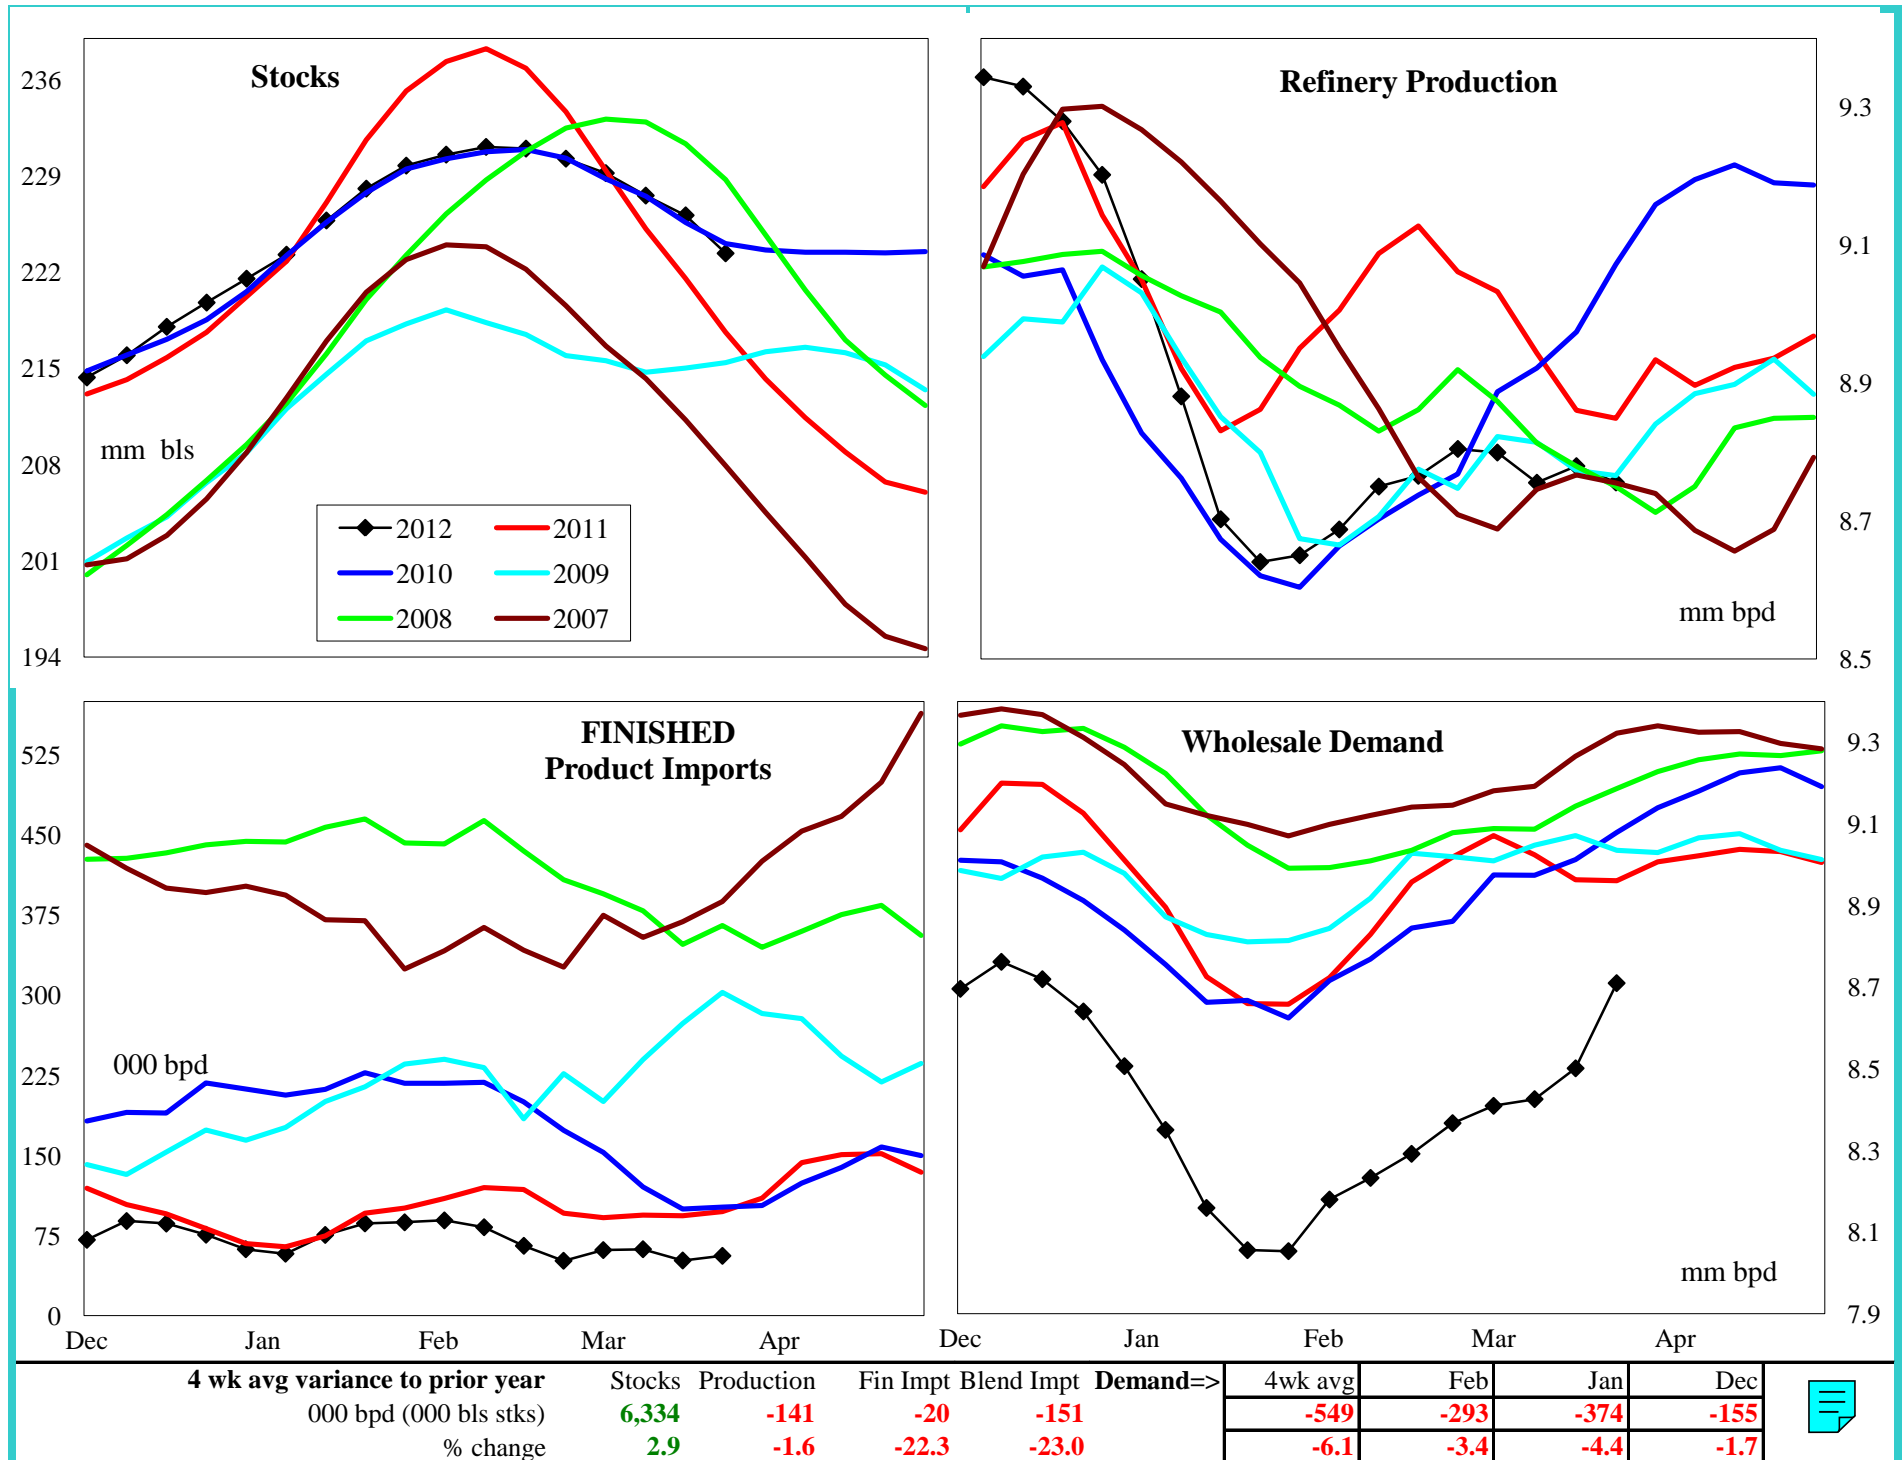 Stocks
236
229
222
215
208
201
194
mm bls
2012
2011
2010
2009
2008
2007
Refinery Production
9.3
9.1
8.9
8.7
8.5
mm bpd
FINISHED
Product Imports
525
450
375
300
225
150
75
0
000 bpd
Dec Jan Feb Mar Apr
Wholesale Demand
9.3
9.1
8.9
8.7
8.5
8.3
8.1
7.9
mm bpd
Dec Jan Feb Mar Apr
4 wk avg variance to prior year Stocks Production Fin Impt Blend Impt Demand=> 4wk avg Feb Jan Dec
000 bpd (000 bls stks) 6,334 -141 -20 -151 -549 -293 -374 -155
% change 2.9 -1.6 -22.3 -23.0 -6.1 -3.4 -4.4 -1.7